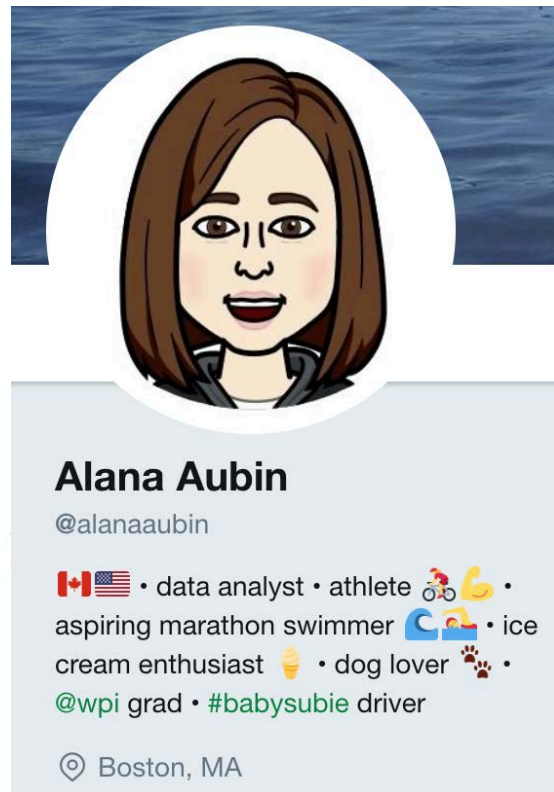 Alana Aubin
@alanaaubin
🇨🇦🇺🇸 • data analyst • athlete 🚴‍♀️💪 •
aspiring marathon swimmer 🌊🏊‍♀️ • ice
cream enthusiast 🍦 • dog lover 🐾 •
@wpi grad • #babysubie driver
Boston, MA